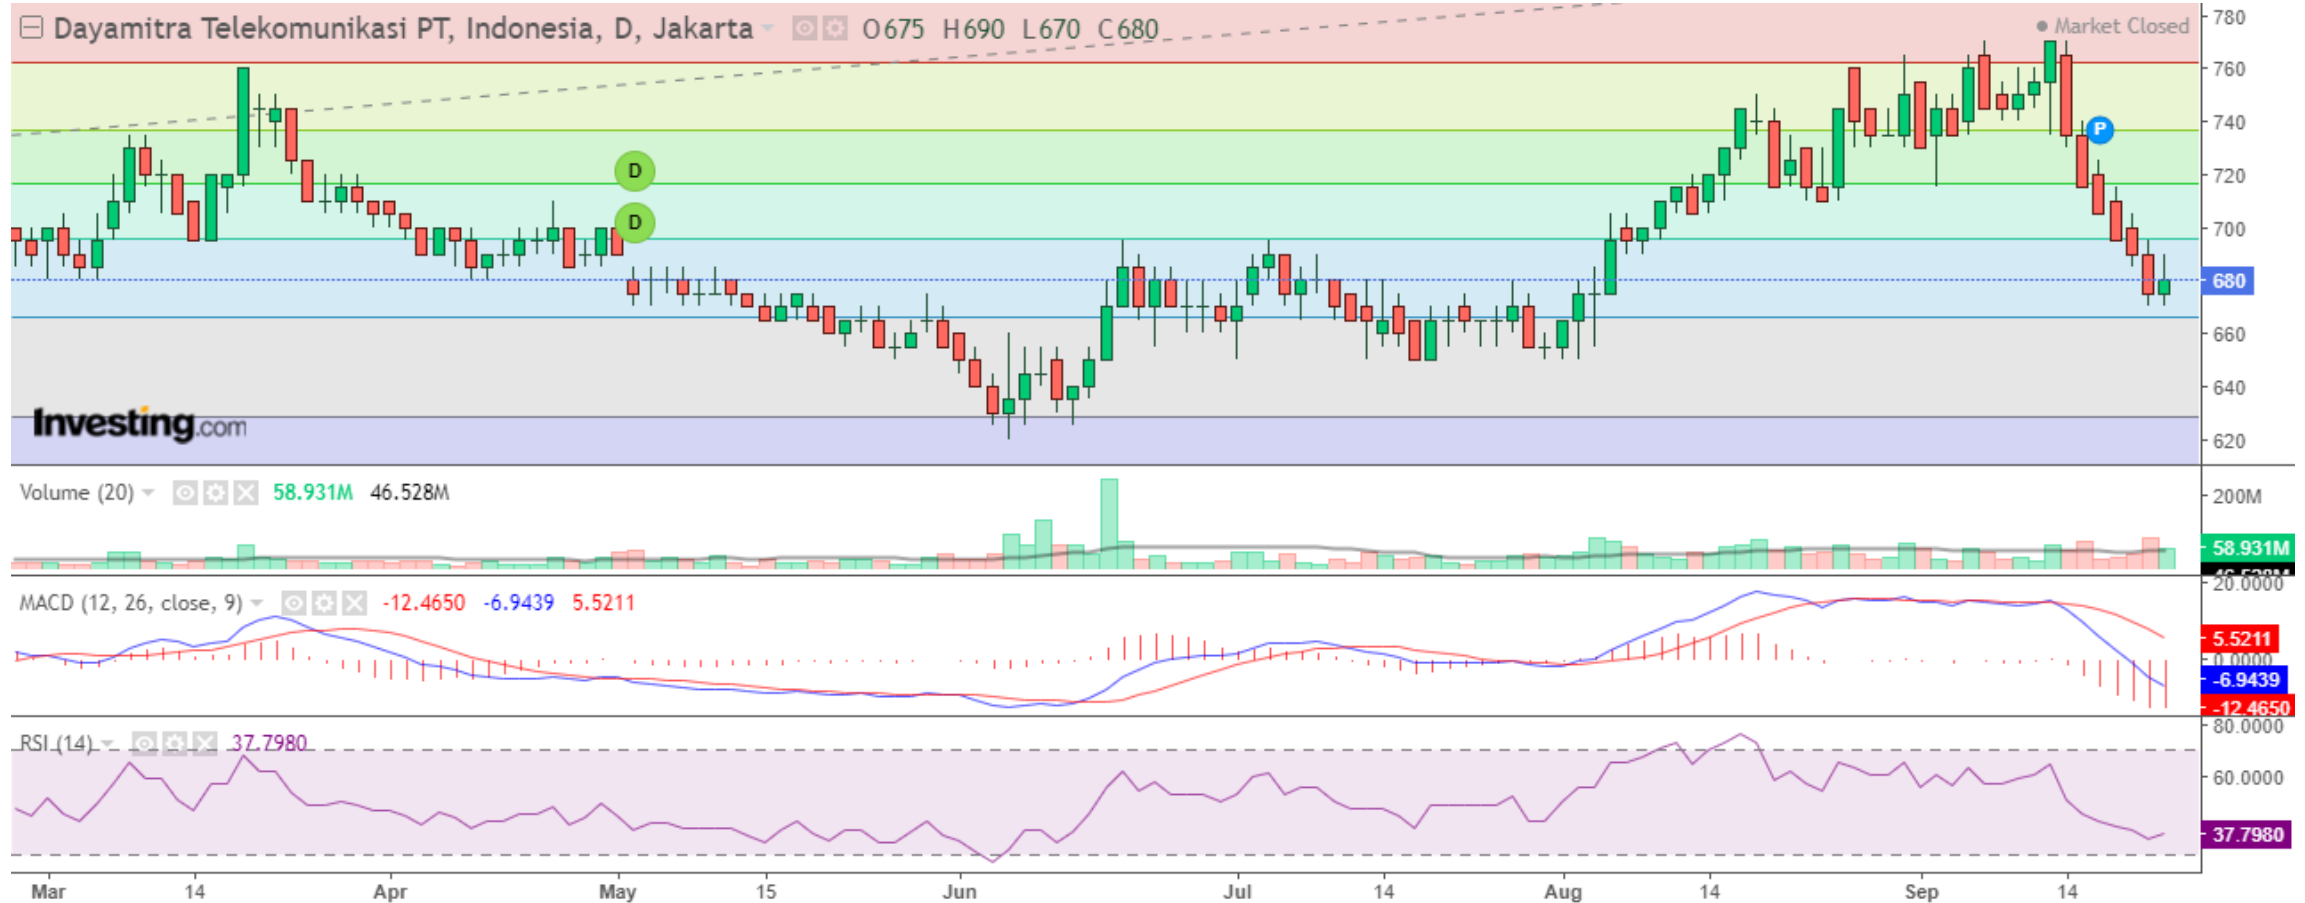 Dayamitra Telekomunikasi PT, Indonesia, D, Jakarta O675 H690 L670 C680
Market Closed
780
760
740
720
700
680
660
640
620
P
D
D
Investing.com
Volume (20) 58.931M 46.528M
200M
58.931M
46.528M
MACD (12, 26, close, 9) -12.4650 -6.9439 5.5211
20.0000
5.5211
0.0000
-6.9439
-12.4650
RSI (14) 37.7980
80.0000
60.0000
37.7980
Mar 14 Apr May 15 Jun Jul 14 Aug 14 Sep 14